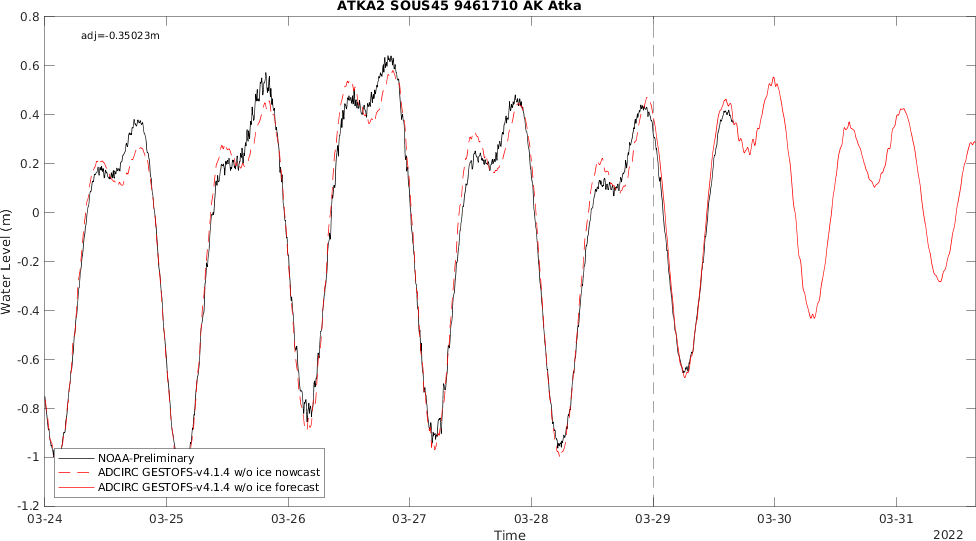 ATKA2 SOUS45 9461710 AK Atka
adj=-0.35023m
0.8
0.6
0.4
0.2
0
-0.2
-0.4
-0.6
-0.8
-1
-1.2
Water Level (m)
NOAA-Preliminary
ADCIRC GESTOFS-v4.1.4 w/o ice nowcast
ADCIRC GESTOFS-v4.1.4 w/o ice forecast
03-24 03-25 03-26 03-27 03-28 03-29 03-30 03-31
Time
2022